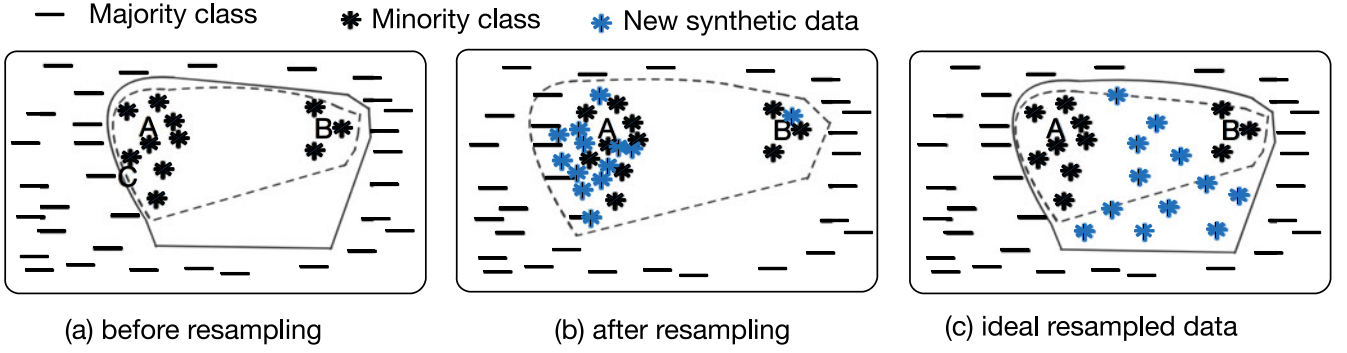 Majority class
Minority class
New synthetic data
A
B
C
A
B
A
B
(a) before resampling
(b) after resampling
(c) ideal resampled data